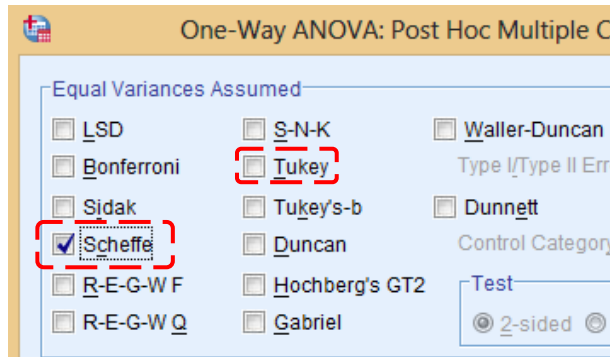 One-Way ANOVA: Post Hoc Multiple C
Equal Variances Assumed
LSD S-N-K Waller-Duncan
Bonferroni Tukey Type I/Type II Err
Sidak Tukey's-b Dunnett
Scheffe Duncan Control Category
R-E-G-W F Hochberg's GT2 Test
R-E-G-W Q Gabriel 2-sided